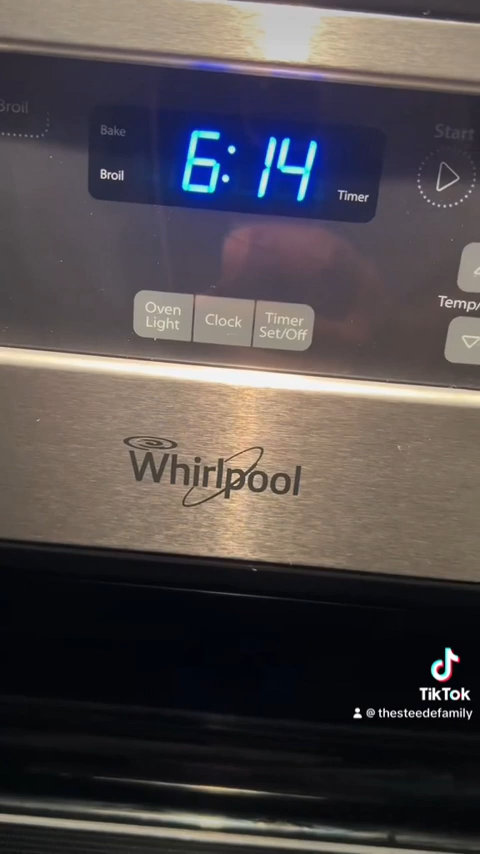 Broil
Bake
Broil
6:14
Timer
Start
Oven
Light
Clock
Timer
Set/Off
Temp/
Whirlpool
TikTok
@ thesteedefamily